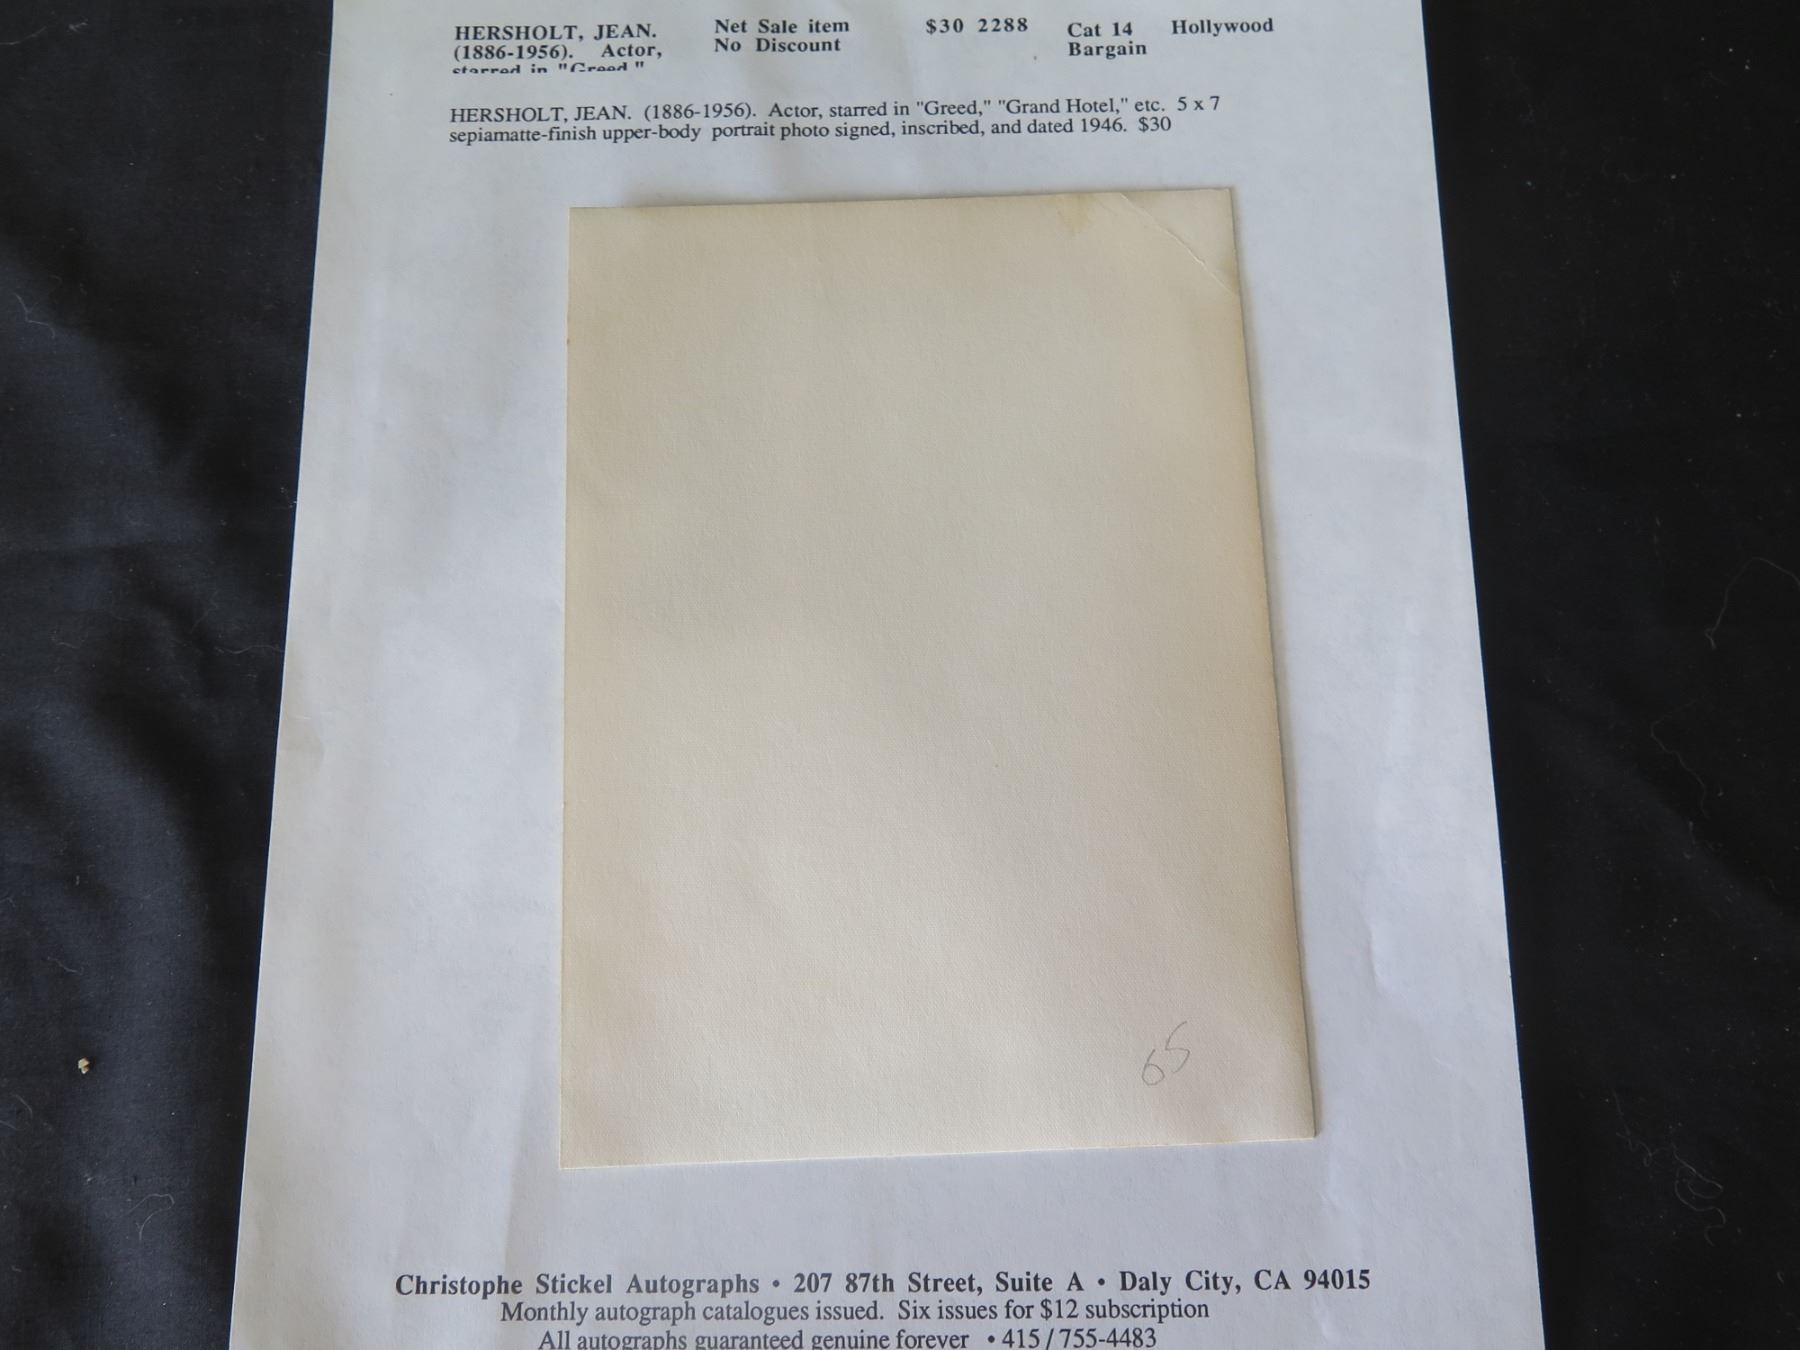 HERSHOLT, JEAN. Net Sale item $30 2288 Cat 14 Hollywood
(1886-1956). Actor, No Discount Bargain
starred in "Greed "
HERSHOLT, JEAN. (1886-1956). Actor, starred in "Greed," "Grand Hotel," etc. 5 x 7
sepiamatte-finish upper-body portrait photo signed, inscribed, and dated 1946. $30
65
Christophe Stickel Autographs • 207 87th Street, Suite A • Daly City, CA 94015
Monthly autograph catalogues issued. Six issues for $12 subscription
All autographs guaranteed genuine forever • 415 / 755-4483